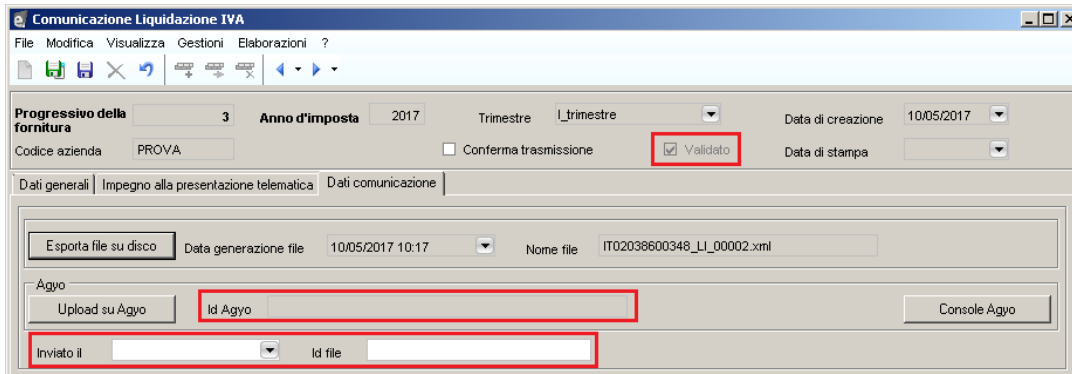 Comunicazione Liquidazione IVA
File Modifica Visualizza Gestioni Elaborazioni ?
Progressivo della fornitura 3 Anno d'imposta 2017 Trimestre I_trimestre Data di creazione 10/05/2017
Codice azienda PROVA Conferma trasmissione Validato Data di stampa
Dati generali Impegno alla presentazione telematica Dati comunicazione
Esporta file su disco Data generazione file 10/05/2017 10:17 Nome file IT02038600348_LI_00002.xml
Agyo
Upload su Agyo Id Agyo Console Agyo
Inviato il Id file